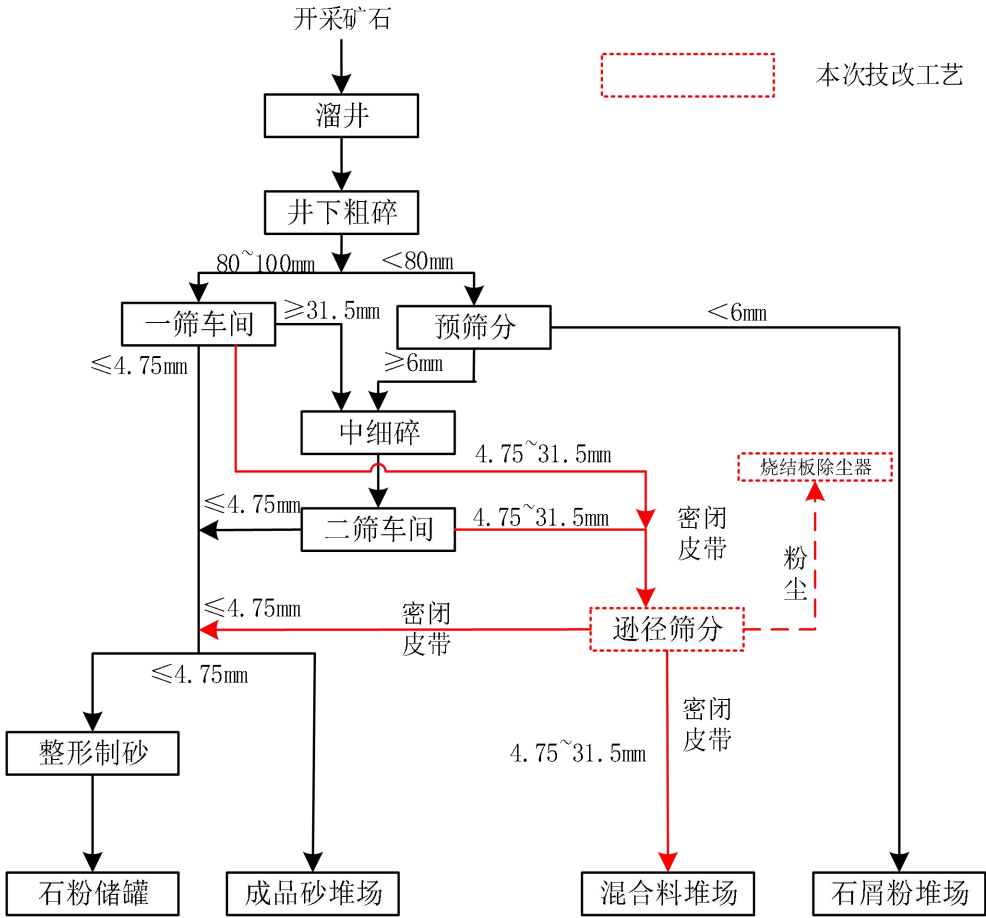 开采矿石
本次技改工艺
溜井
井下粗碎
80~100mm
<80mm
一筛车间
≥31.5mm
预筛分
<6mm
≤4.75mm
≥6mm
中细碎
4.75~31.5mm
烧结板除尘器
≤4.75mm
二筛车间
4.75~31.5mm
密闭
皮带
粉尘
≤4.75mm
密闭
皮带
逊径筛分
≤4.75mm
密闭
皮带
整形制砂
4.75~31.5mm
石粉储罐
成品砂堆场
混合料堆场
石屑粉堆场